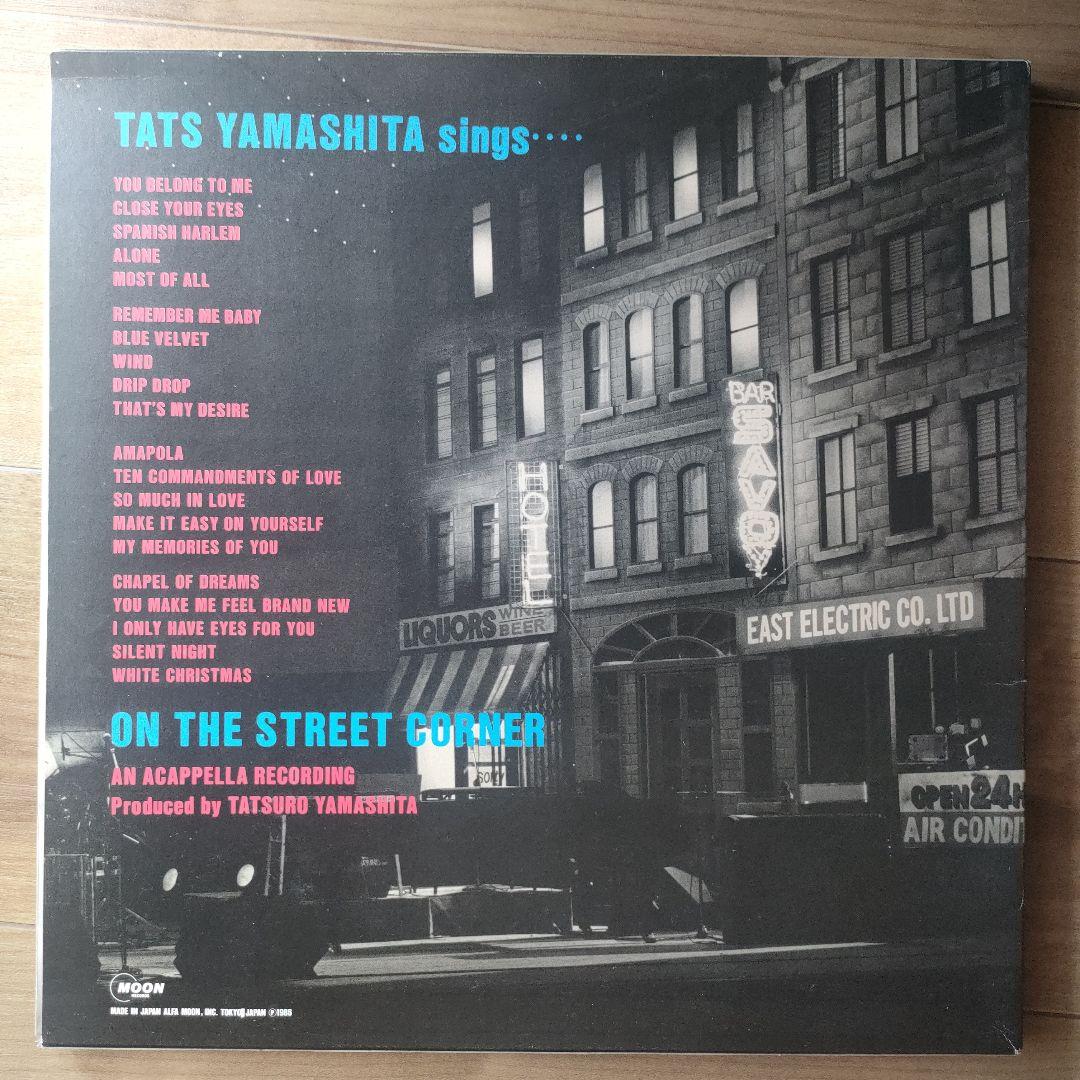 TATS YAMASHITA sings····
YOU BELONG TO ME
CLOSE YOUR EYES
SPANISH HARLEM
ALONE
MOST OF ALL
REMEMBER ME BABY
BLUE VELVET
WIND
DRIP DROP
THAT'S MY DESIRE
AMAPOLA
TEN COMMANDMENTS OF LOVE
SO MUCH IN LOVE
MAKE IT EASY ON YOURSELF
MY MEMORIES OF YOU
CHAPEL OF DREAMS
YOU MAKE ME FEEL BRAND NEW
I ONLY HAVE EYES FOR YOU
SILENT NIGHT
WHITE CHRISTMAS
ON THE STREET CORNER
AN ACAPPELLA RECORDING
Produced by TATSURO YAMASHITA
BAR
SAVOY
HOTEL
LIQUORS WINE
BEER
EAST ELECTRIC CO. LTD
SONY
OPEN 24H
AIR CONDIT
MOON
RECORDS
MADE IN JAPAN ALFA MOON, INC. TOKYO, JAPAN ℗1986